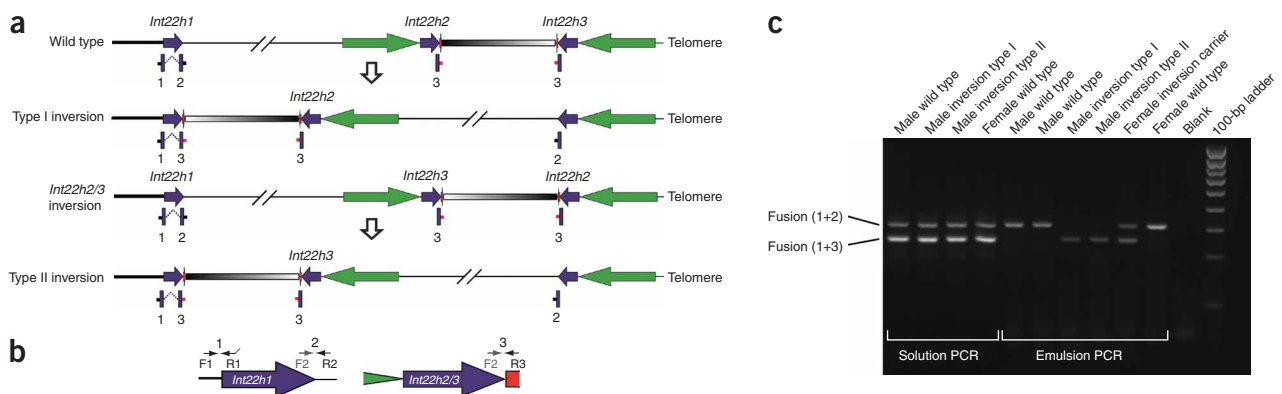 a
Int22h1 Int22h2 Int22h3
Wild type Telomere
1 2 3 3
Int22h2
Type I inversion Telomere
1 3 3 2
Int22h1 Int22h3 Int22h2
Int22h2/3
inversion Telomere
1 2 3 3
Int22h3
Type II inversion Telomere
1 3 3 2
b
1 2 3
F1 R1 F2 R2 F2 R3
Int22h1 Int22h2/3
c
Male wild type
Male inversion type I
Male inversion type II
Female wild type
Male wild type
Male wild type
Male inversion type I
Male inversion type II
Female inversion carrier
Female wild type
Blank
100-bp ladder
Fusion (1+2)
Fusion (1+3)
Solution PCR Emulsion PCR